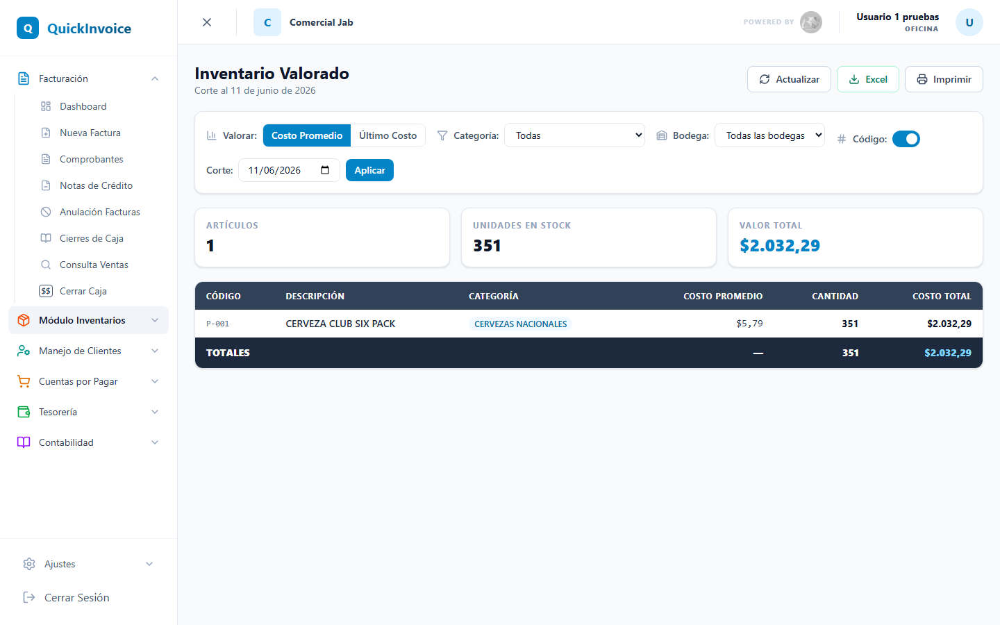 Q QuickInvoice
Facturación
Dashboard
Nueva Factura
Comprobantes
Notas de Crédito
Anulación Facturas
Cierres de Caja
Consulta Ventas
$$ Cerrar Caja
Módulo Inventarios
Manejo de Clientes
Cuentas por Pagar
Tesorería
Contabilidad
Ajustes
Cerrar Sesión
C Comercial Jab
POWERED BY
Usuario 1 pruebas
OFICINA
U
Inventario Valorado
Corte al 11 de junio de 2026
Actualizar
Excel
Imprimir
Valorar: Costo Promedio Último Costo Categoría: Todas Bodega: Todas las bodegas # Código:
Corte: 11/06/2026 Aplicar
ARTÍCULOS
1
UNIDADES EN STOCK
351
VALOR TOTAL
$2.032,29
CÓDIGO DESCRIPCIÓN CATEGORÍA COSTO PROMEDIO CANTIDAD COSTO TOTAL
P-001 CERVEZA CLUB SIX PACK CERVEZAS NACIONALES $5,79 351 $2.032,29
TOTALES — 351 $2.032,29